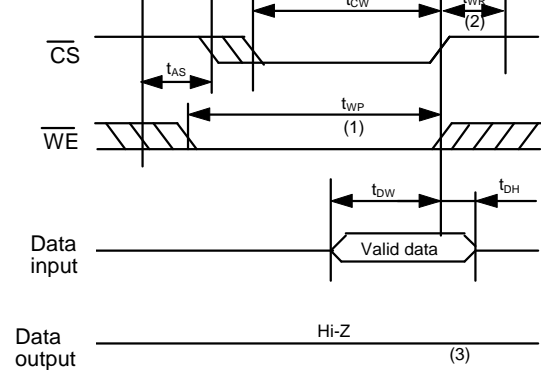 tCW
tWR
(2)
CS
tAS
tWP
(1)
WE
tDW
tDH
Data
input
Valid data
Hi-Z
Data
output
(3)